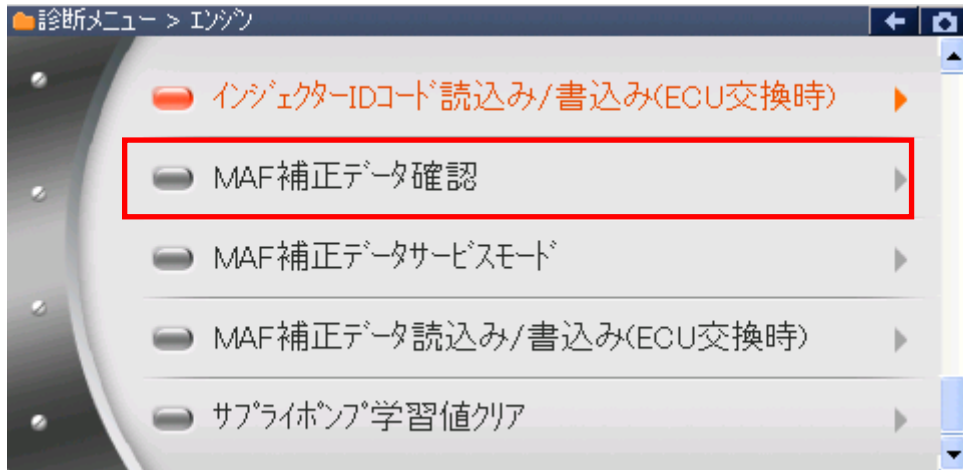 診断メニュー > ｴﾝｼﾞﾝ
ｲﾝｼﾞｪｸﾀｰIDｺｰﾄﾞ読込み/書込み(ECU交換時)
MAF補正ﾃﾞｰﾀ確認
MAF補正ﾃﾞｰﾀｻｰﾋﾞｽﾓｰﾄﾞ
MAF補正ﾃﾞｰﾀ読込み/書込み(ECU交換時)
ｻﾌﾟﾗｲﾎﾟﾝﾌﾟ学習値ｸﾘｱ